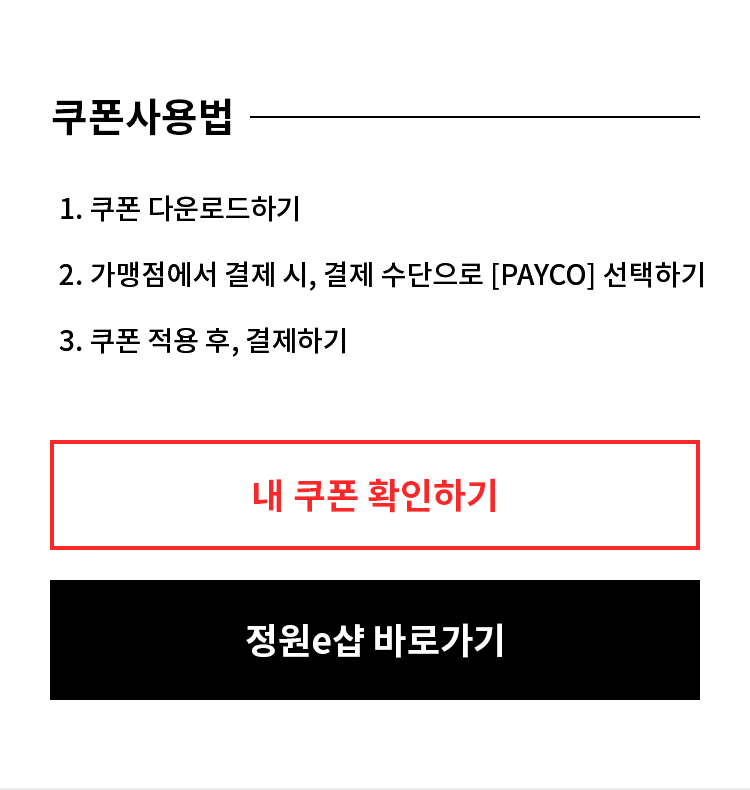 쿠폰사용법
1. 쿠폰 다운로드하기
2. 가맹점에서 결제 시, 결제 수단으로 [PAYCO] 선택하기
3. 쿠폰 적용 후, 결제하기
내 쿠폰 확인하기
정원e샵 바로가기